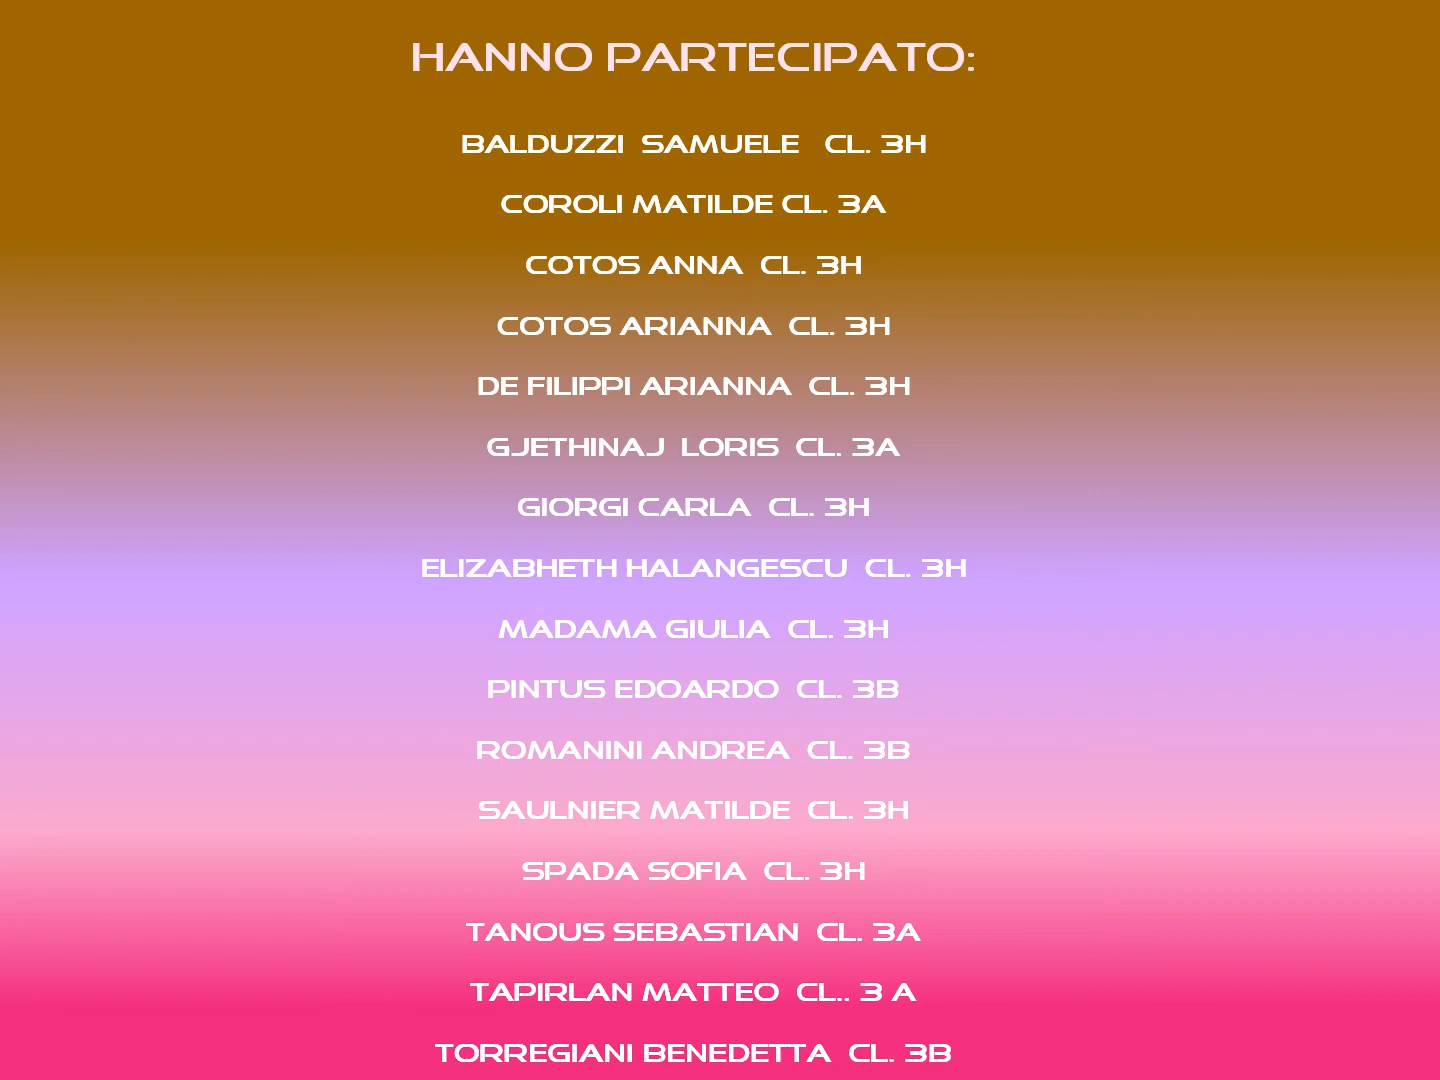 HANNO PARTECIPATO:
BALDUZZI SAMUELE CL. 3H
COROLI MATILDE CL. 3A
COTOS ANNA CL. 3H
COTOS ARIANNA CL. 3H
DE FILIPPI ARIANNA CL. 3H
GJETHINAJ LORIS CL. 3A
GIORGI CARLA CL. 3H
ELIZABHETH HALANGESCU CL. 3H
MADAMA GIULIA CL. 3H
PINTUS EDOARDO CL. 3B
ROMANINI ANDREA CL. 3B
SAULNIER MATILDE CL. 3H
SPADA SOFIA CL. 3H
TANOUS SEBASTIAN CL. 3A
TAPIRLAN MATTEO CL.. 3 A
TORREGIANI BENEDETTA CL. 3B